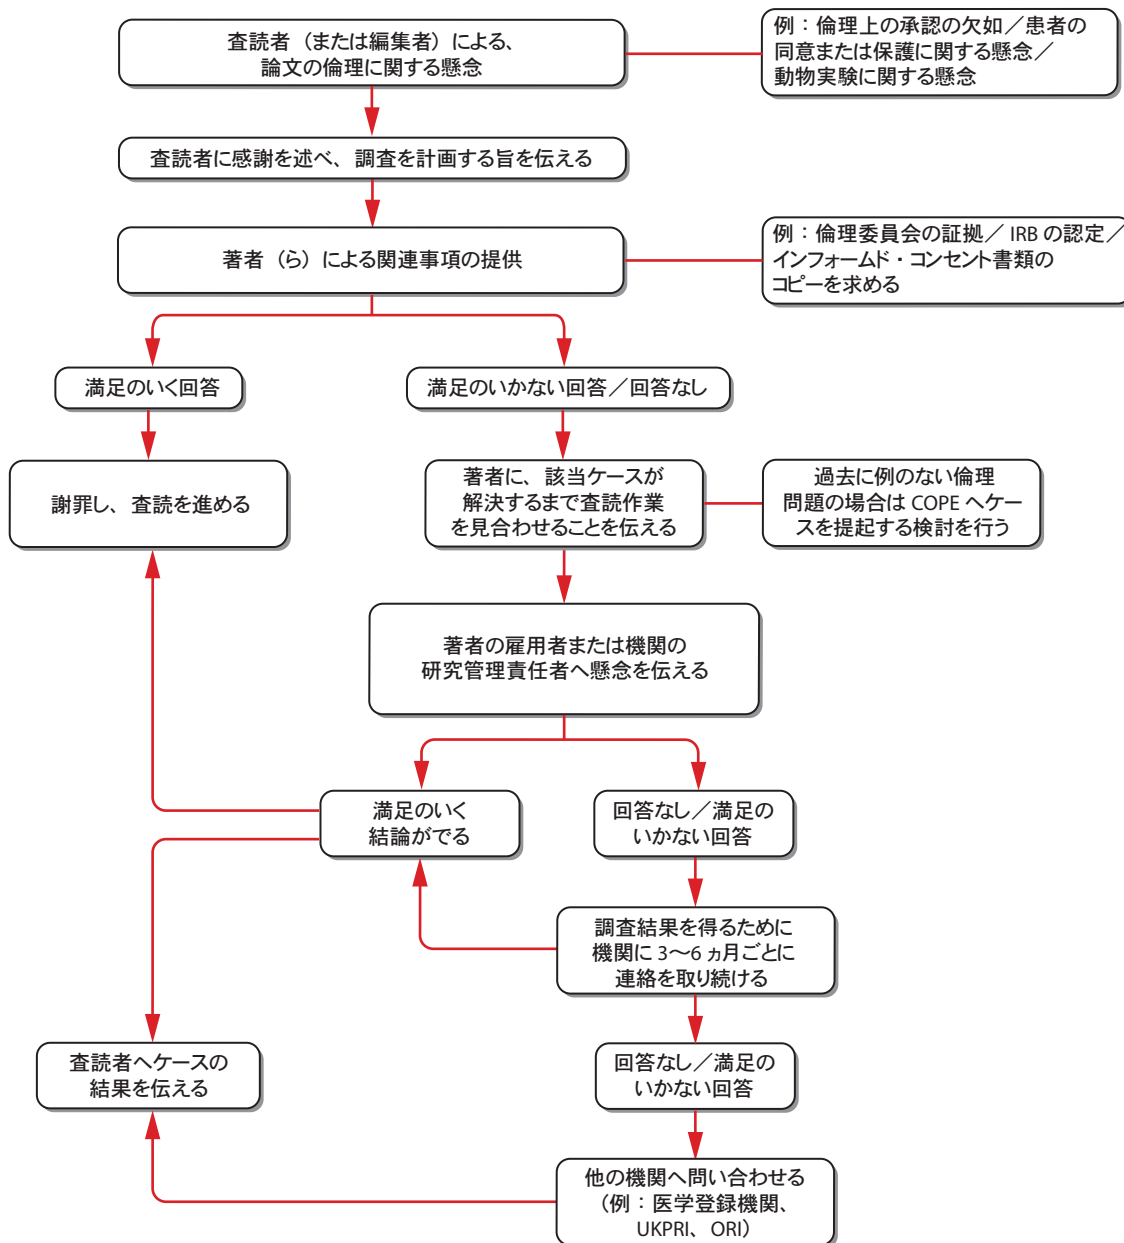 査読者（または編集者）による、
論文の倫理に関する懸念
例：倫理上の承認の欠如／患者の
同意または保護に関する懸念／
動物実験に関する懸念
査読者に感謝を述べ、調査を計画する旨を伝える
著者（ら）による関連事項の提供
例：倫理委員会の証拠／IRBの認定／
インフォームド・コンセント書類の
コピーを求める
満足のいく回答
満足のいかない回答／回答なし
謝罪し、査読を進める
著者に、該当ケースが
解決するまで査読作業
を見合わせることを伝える
過去に例のない倫理
問題の場合は COPE へケー
スを提起する検討を行う
著者の雇用者または機関の
研究管理責任者へ懸念を伝える
満足のいく
結論がでる
回答なし／満足の
いかない回答
調査結果を得るために
機関に 3〜6 ヵ月ごとに
連絡を取り続ける
査読者へケースの
結果を伝える
回答なし／満足の
いかない回答
他の機関へ問い合わせる
（例：医学登録機関、
UKPRI、ORI）